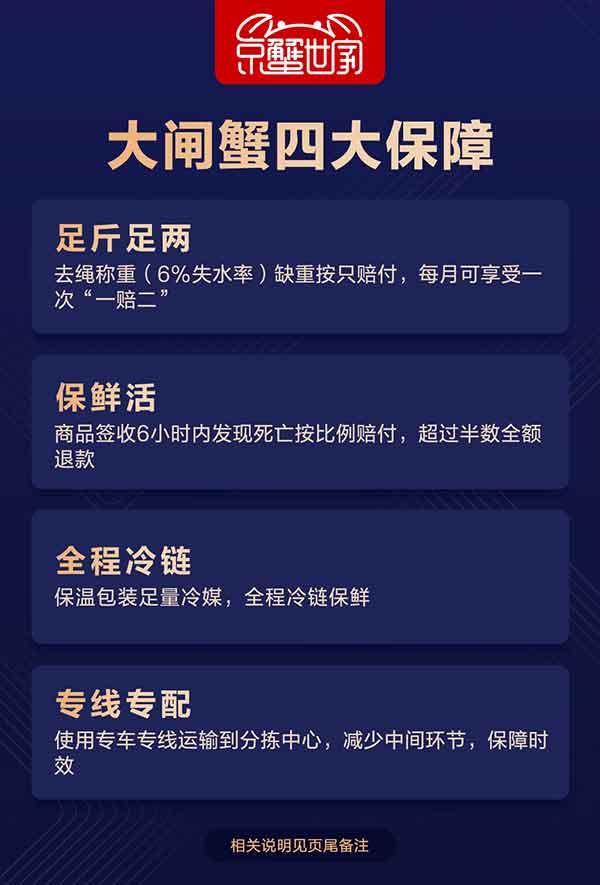 京蟹世家
大闸蟹四大保障
足斤足两
去绳称重（6%失水率）缺重按只赔付，每月可享受一
次“一赔二”
保鲜活
商品签收6小时内发现死亡按比例赔付，超过半数全额
退款
全程冷链
保温包装足量冷媒，全程冷链保鲜
专线专配
使用专车专线运输到分拣中心，减少中间环节，保障时
效
相关说明见页尾备注